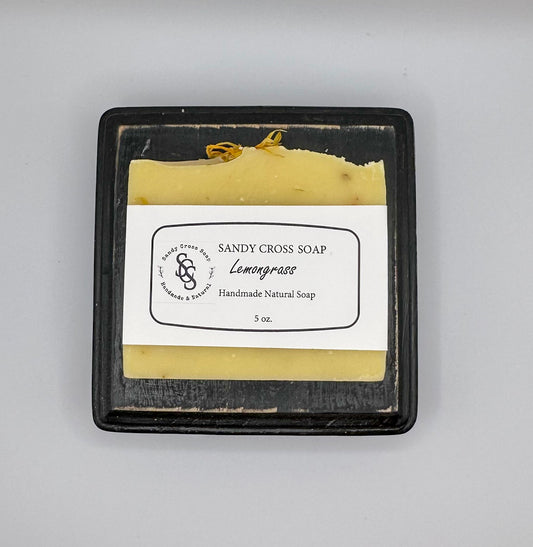 Sandy Cross Soap
SCS
Handmade & Natural
SANDY CROSS SOAP
Lemongrass
Handmade Natural Soap
5 oz.